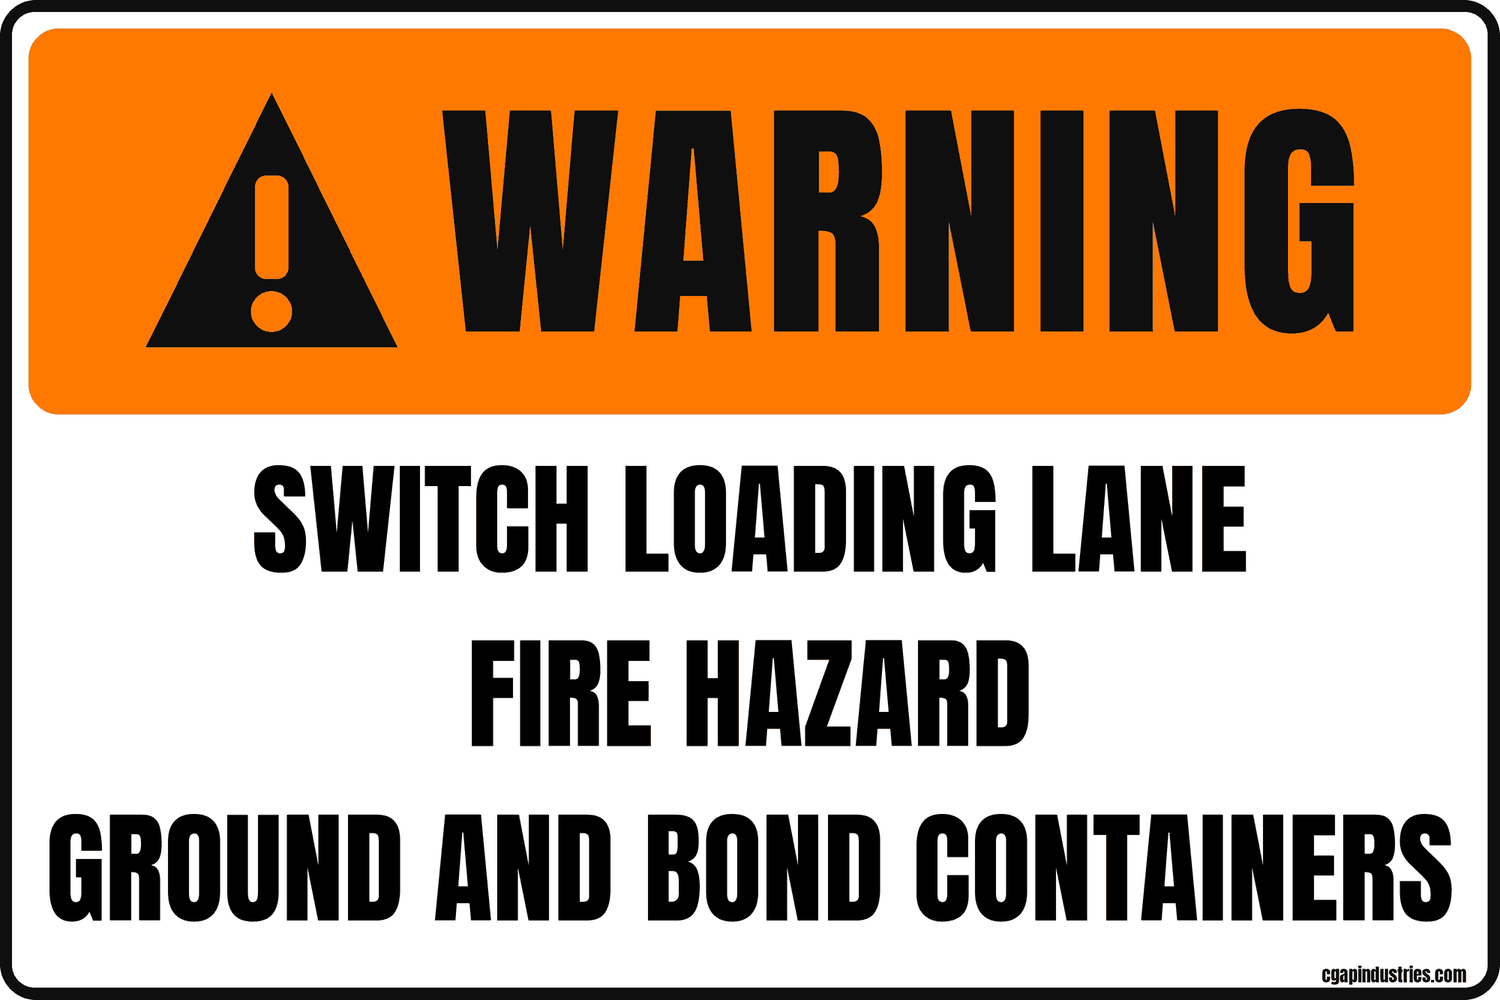 WARNING
SWITCH LOADING LANE
FIRE HAZARD
GROUND AND BOND CONTAINERS
cgapindustries.com